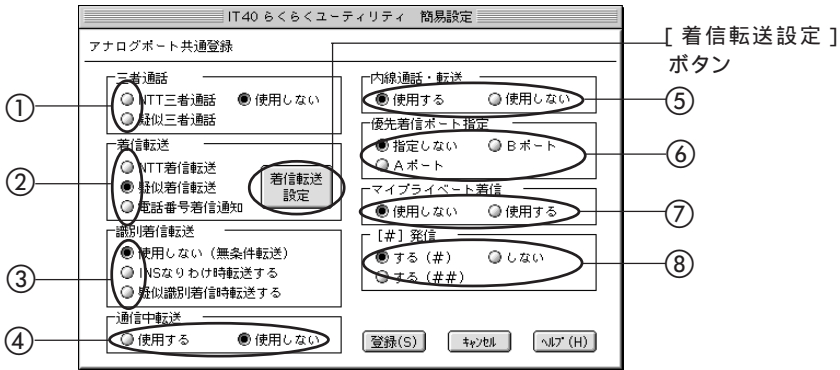 IT40 らくらくユーティリティ 簡易設定
アナログポート共通登録
[ 着信転送設定 ]
ボタン
三者通話
① NTT三者通話 使用しない
疑似三者通話
着信転送
② NTT着信転送
疑似着信転送
電話番号着信通知
着信転送
設定
識別着信転送
③ 使用しない(無条件転送)
INSなりわけ時転送する
疑似識別着信時転送する
通信中転送
④ 使用する 使用しない
内線通話・転送
使用する 使用しない ⑤
優先着信ポート指定
指定しない Bポート ⑥
Aポート
マイプライベート着信
使用しない 使用する ⑦
[#] 発信
する (#) しない ⑧
する (##)
登録(S) キャンセル ヘルプ(H)